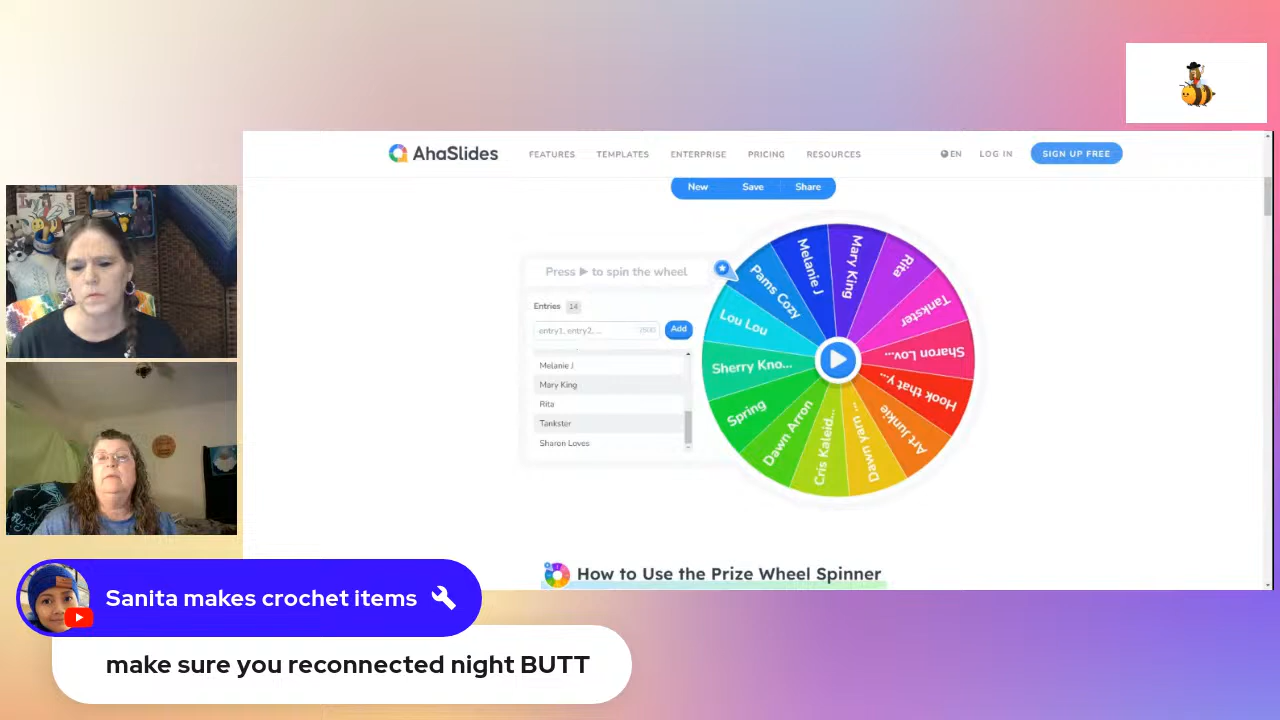 AhaSlides
FEATURES TEMPLATES ENTERPRISE PRICING RESOURCES
EN LOG IN SIGN UP FREE
New Save Share
Press ▶ to spin the wheel
Entries 14
entry1, entry2, ...
Add
Melanie J
Mary King
Rita
Tankster
Sharon Loves
Mary King
Rita
Tankster
Sharon Lov...
Hook that y...
Art Junkie
Dawn yarn ...
Cris Kaleid...
Dawn Arron
Spring
Sherry Kno...
Lou Lou
Pams Cozy
Melanie J
How to Use the Prize Wheel Spinner
Sanita makes crochet items
make sure you reconnected night BUTT